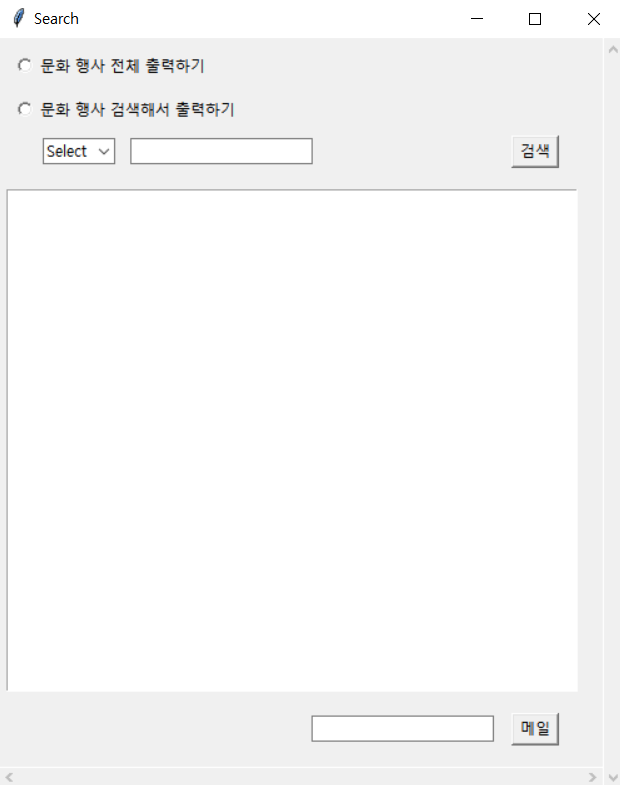 Search
문화 행사 전체 출력하기
문화 행사 검색해서 출력하기
Select 검색
메일